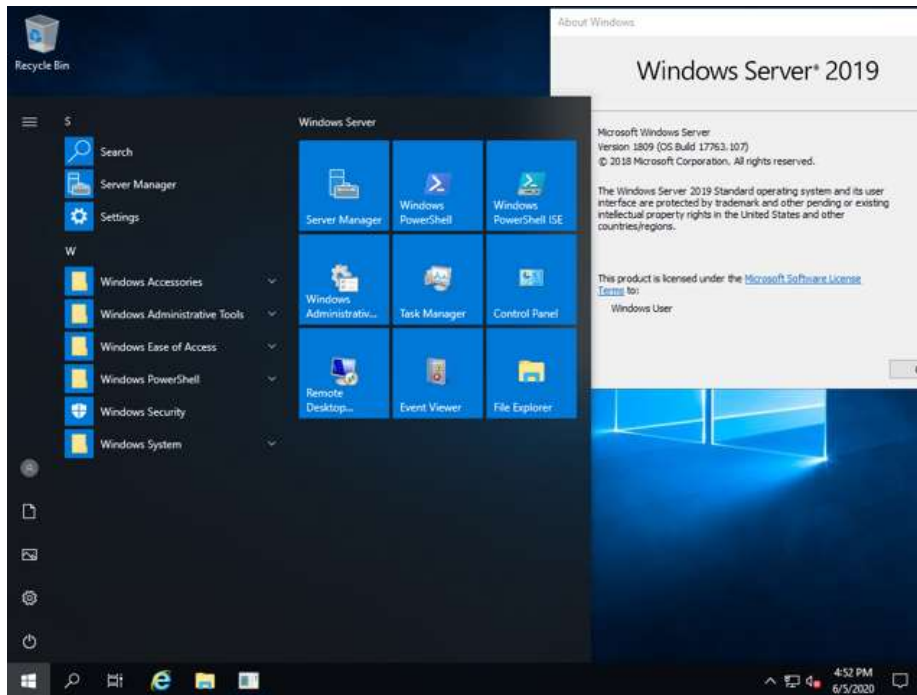 Recycle Bin
S
Search
Server Manager
Settings
W
Windows Accessories
Windows Administrative Tools
Windows Ease of Access
Windows PowerShell
Windows Security
Windows System
Windows Server
Server Manager
Windows
PowerShell
Windows
PowerShell ISE
Windows
Administrativ...
Task Manager
Control Panel
Remote
Desktop...
Event Viewer
File Explorer
About Windows
Windows Server® 2019
Microsoft Windows Server
Version 1809 (OS Build 17763.107)
© 2018 Microsoft Corporation. All rights reserved.
The Windows Server 2019 Standard operating system and its user
interface are protected by trademark and other pending or existing
intellectual property rights in the United States and other
countries/regions.
This product is licensed under the Microsoft Software License
Terms to:
Windows User
4:52 PM
6/5/2020